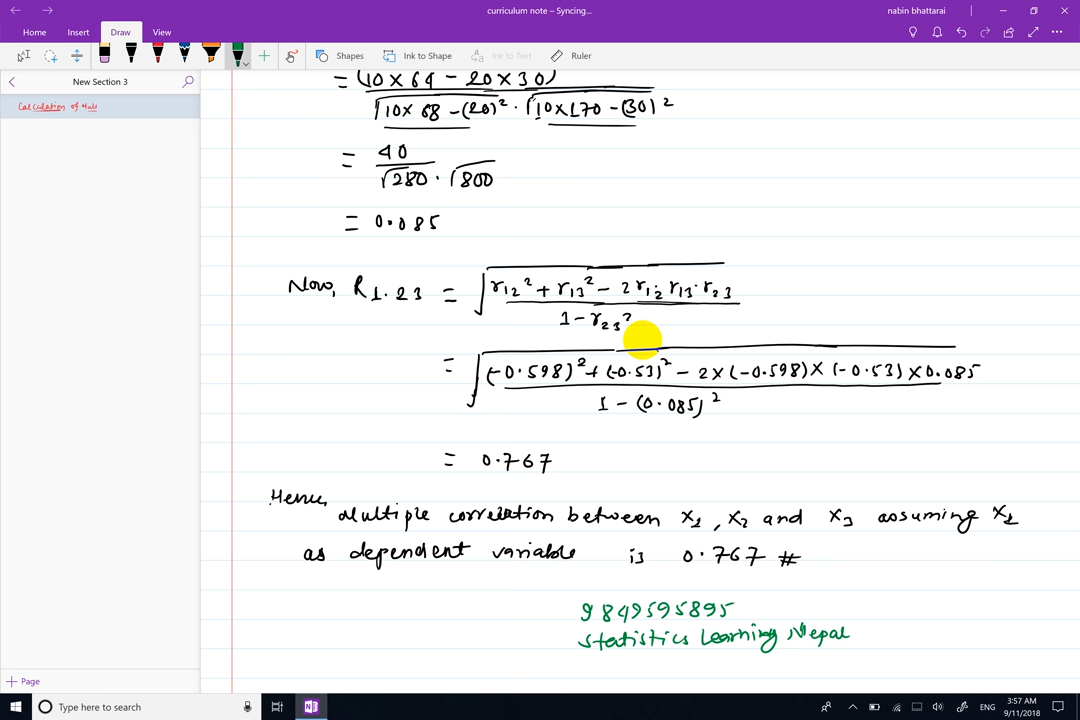 curriculum note - Syncing...
nabin bhattarai
Home Insert Draw View
Shapes Ink to Shape Ink to Text Ruler
New Section 3
Calculation of Mul
= (10 × 64 - 20 × 30)
√10 × 68 - (20)² · √10 × 170 - (30)²
= 40
√280 · √800
= 0.085
Now, R1.23 = √r12² + r13² - 2r12 r13. r23
1 - r23²
= √(-0.598)² + (-0.53)² - 2 × (-0.598) × (-0.53) × 0.085
1 - (0.085)²
= 0.767
Hence,
Multiple correlation between x1, x2 and x3 assuming x1
as dependent variable is 0.767 #
9849595895
Statistics Learning Nepal
+ Page
Type here to search
ENG
3:57 AM
9/11/2018